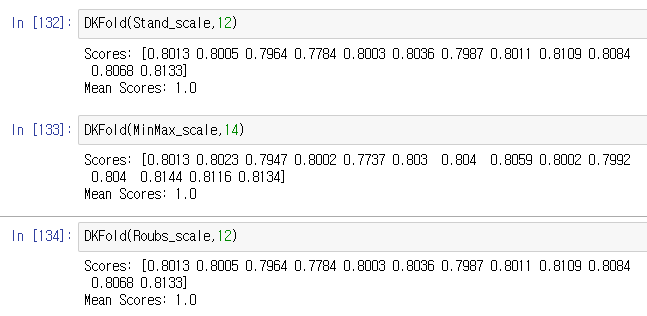 In [132]: DKFold(Stand_scale,12)
Scores: [0.8013 0.8005 0.7964 0.7784 0.8003 0.8036 0.7987 0.8011 0.8109 0.8084
0.8068 0.8133]
Mean Scores: 1.0
In [133]: DKFold(MinMax_scale,14)
Scores: [0.8013 0.8023 0.7947 0.8002 0.7737 0.803 0.804 0.8059 0.8002 0.7992
0.804 0.8144 0.8116 0.8134]
Mean Scores: 1.0
In [134]: DKFold(Roubs_scale,12)
Scores: [0.8013 0.8005 0.7964 0.7784 0.8003 0.8036 0.7987 0.8011 0.8109 0.8084
0.8068 0.8133]
Mean Scores: 1.0